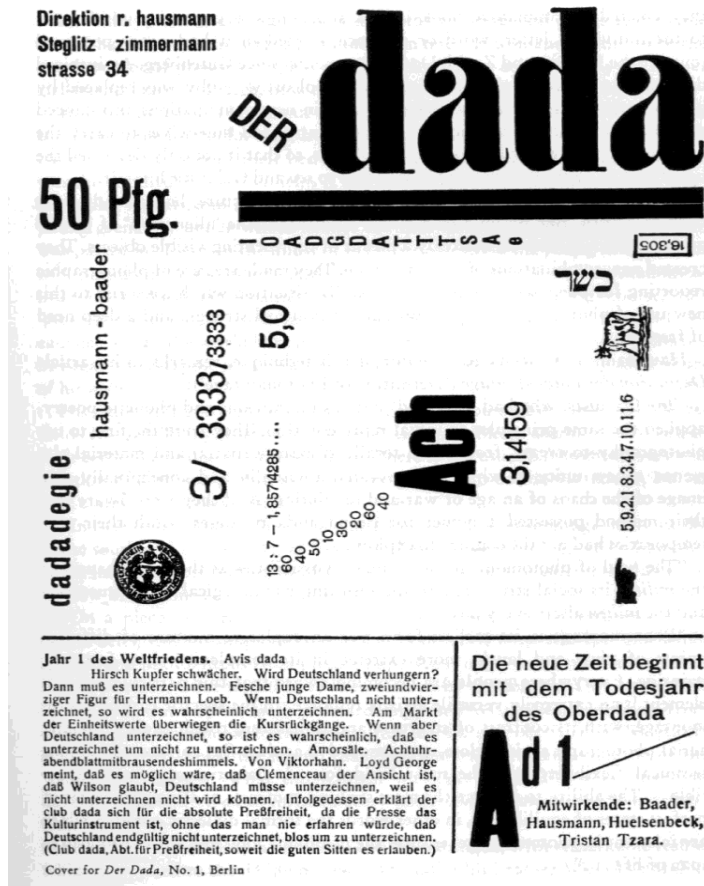 Direktion r. hausmann
Steglitz zimmermann
strasse 34
DER
dada
50 Pfg.
16,305
hausmann - baader
dadadegie
3/ 3333/3333
5,0
13 : 7 – 1,85714285.....
60
40
50
10
30
20
60
40
Ach
3,14159
5.9.2.1.8.3.4.7.10.11.6
Jahr 1 des Weltfriedens. Avis dada
Hirsch Kupfer schwächer. Wird Deutschland verhungern?
Dann muß es unterzeichnen. Fesche junge Dame, zweiundvier-
ziger Figur für Hermann Loeb. Wenn Deutschland nicht unter-
zeichnet, so wird es wahrscheinlich unterzeichnen. Am Markt
der Einheitswerte überwiegen die Kursrückgänge. Wenn aber
Deutschland unterzeichnet, so ist es wahrscheinlich, daß es
unterzeichnet um nicht zu unterzeichnen. Amorsäle. Achtuhr-
abendblattmitbrausendeshimmels. Von Viktorhahn. Loyd George
meint, daß es möglich wäre, daß Clémenceau der Ansicht ist,
daß Wilson glaubt, Deutschland müsse unterzeichnen, weil es
nicht unterzeichnen nicht wird können. Infolgedessen erklärt der
club dada sich für die absolute Preßfreiheit, da die Presse das
Kulturinstrument ist, ohne das man nie erfahren würde, daß
Deutschland endgültig nicht unterzeichnet, blos um zu unterzeichnen.
(Club dada, Abt. für Preßfreiheit, soweit die guten Sitten es erlauben.)
Die neue Zeit beginnt
mit dem Todesjahr
des Oberdada
Ad1
Mitwirkende: Baader,
Hausmann, Huelsenbeck,
Tristan Tzara.
Cover for Der Dada, No. 1, Berlin